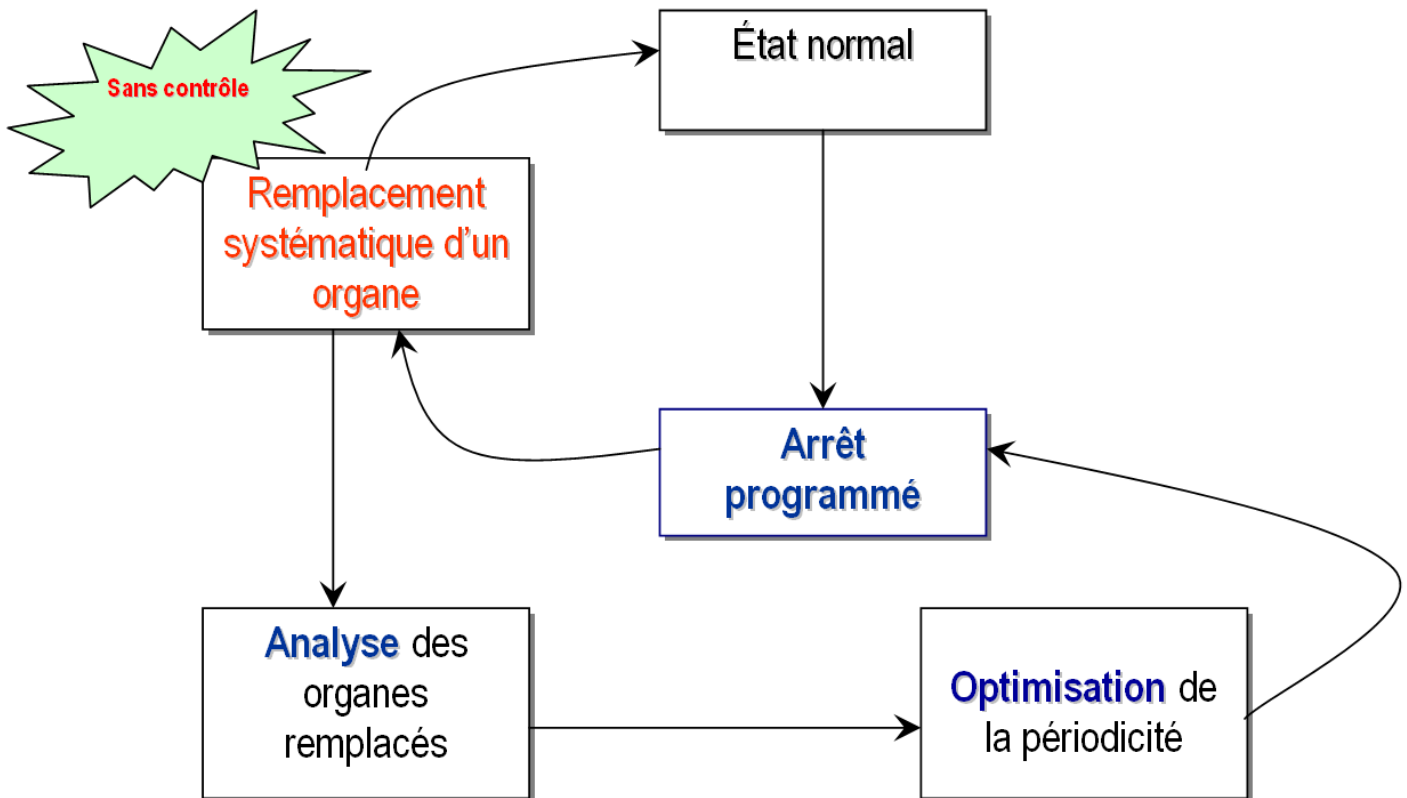 Sans contrôle
État normal
Remplacement
systématique d’un
organe
Arrêt
programmé
Analyse des
organes
remplacés
Optimisation de
la périodicité